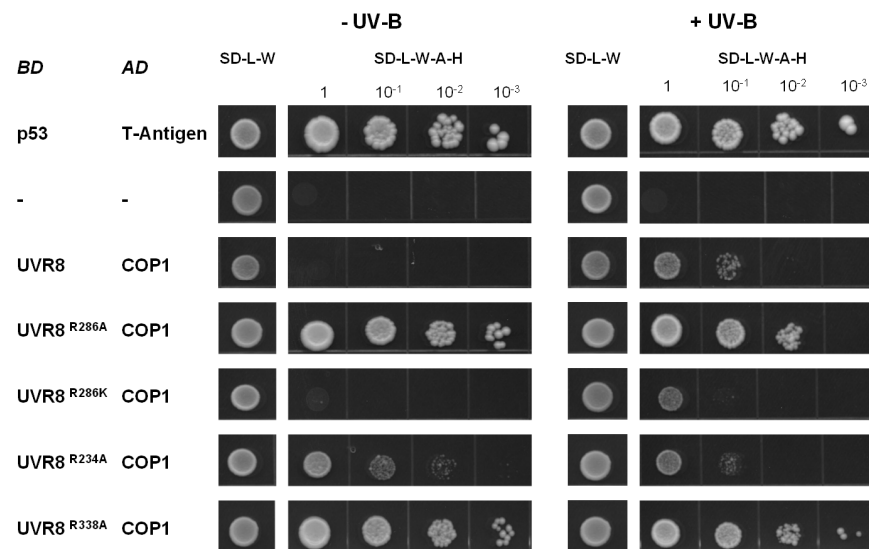 - UV-B + UV-B
BD AD SD-L-W SD-L-W-A-H SD-L-W SD-L-W-A-H
1 10-1 10-2 10-3 1 10-1 10-2 10-3
p53 T-Antigen
- -
UVR8 COP1
UVR8 R286A COP1
UVR8 R286K COP1
UVR8 R234A COP1
UVR8 R338A COP1